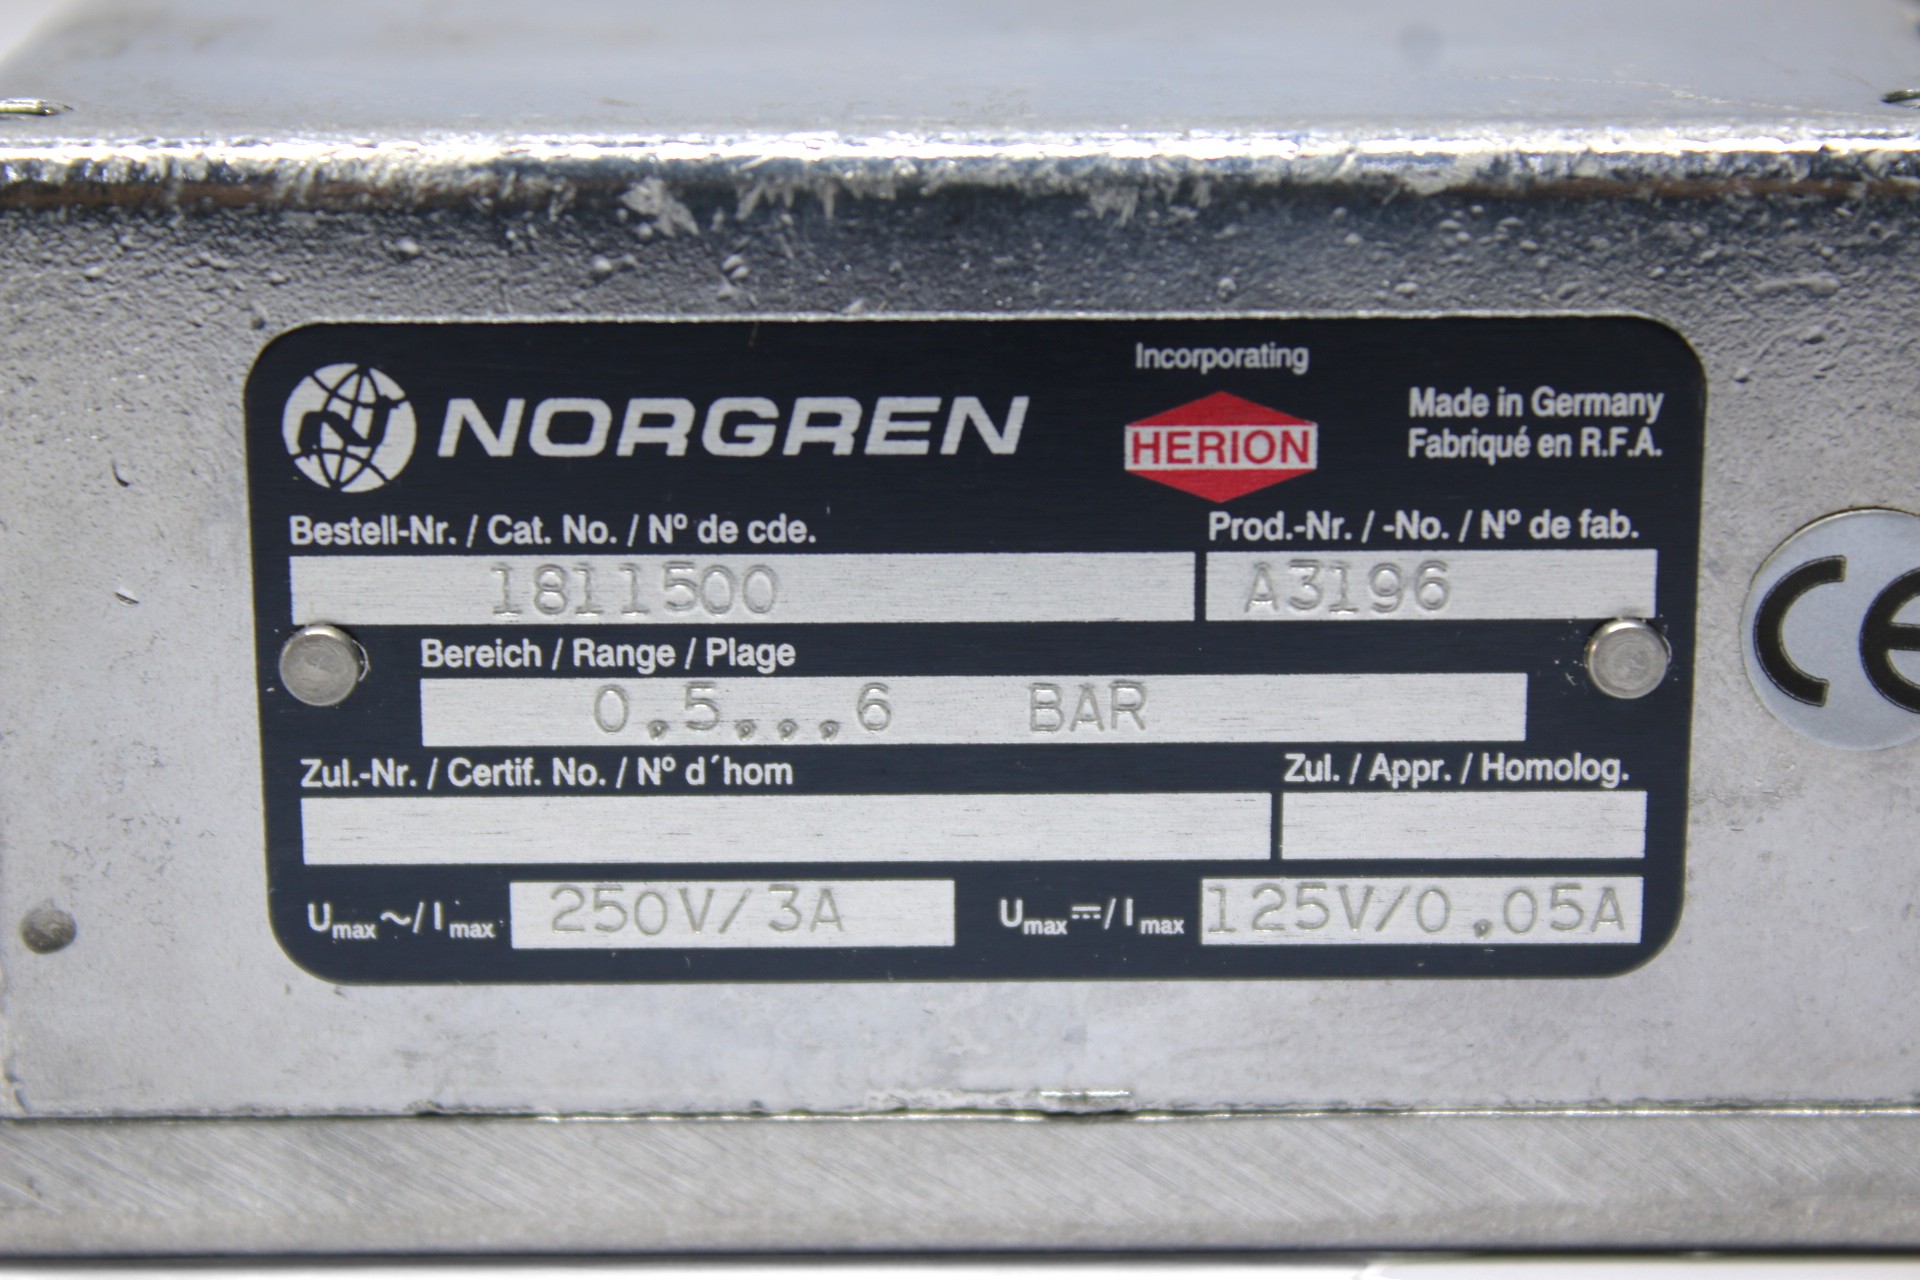 NORGREN
Incorporating
HERION
Made in Germany
Fabriqué en R.F.A.
Bestell-Nr. / Cat. No. / Nº de cde.
1811500
Prod.-Nr. / -No. / Nº de fab.
A3196
Bereich / Range / Plage
0,5,,,6 BAR
Zul.-Nr. / Certif. No. / Nº d´hom
Zul. / Appr. / Homolog.
Umax~/Imax 250V/3A
Umax⎓/Imax 125V/0,05A
CE